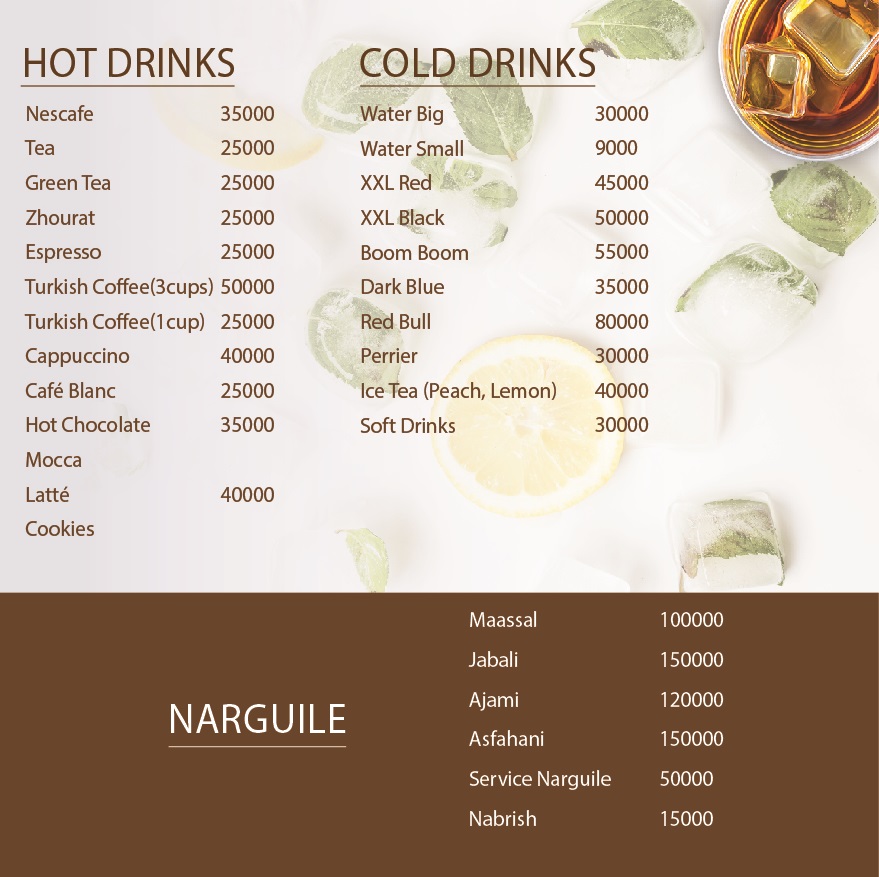 HOT DRINKS
Nescafe 35000
Tea 25000
Green Tea 25000
Zhourat 25000
Espresso 25000
Turkish Coffee(3cups) 50000
Turkish Coffee(1cup) 25000
Cappuccino 40000
Café Blanc 25000
Hot Chocolate 35000
Mocca
Latté 40000
Cookies
COLD DRINKS
Water Big 30000
Water Small 9000
XXL Red 45000
XXL Black 50000
Boom Boom 55000
Dark Blue 35000
Red Bull 80000
Perrier 30000
Ice Tea (Peach, Lemon) 40000
Soft Drinks 30000
NARGUILE
Maassal 100000
Jabali 150000
Ajami 120000
Asfahani 150000
Service Narguile 50000
Nabrish 15000